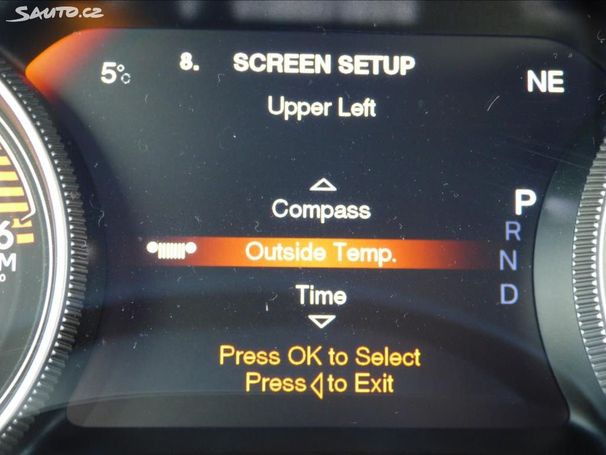 Sauto.cz
8. SCREEN SETUP
5°C
NE
Upper Left
Compass
P
R
Outside Temp.
N
Time
D
Press OK to Select
Press ◁ to Exit
6
M